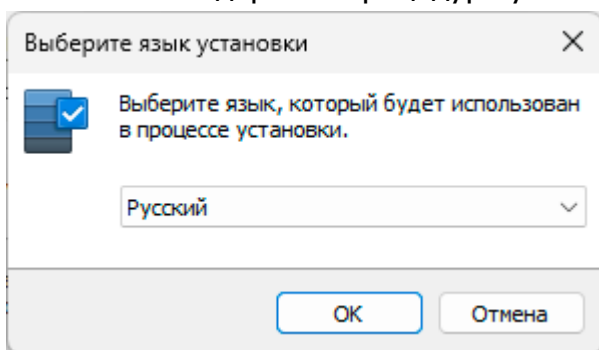 Выберите язык установки
Выберите язык, который будет использован
в процессе установки.
Русский
ОК
Отмена